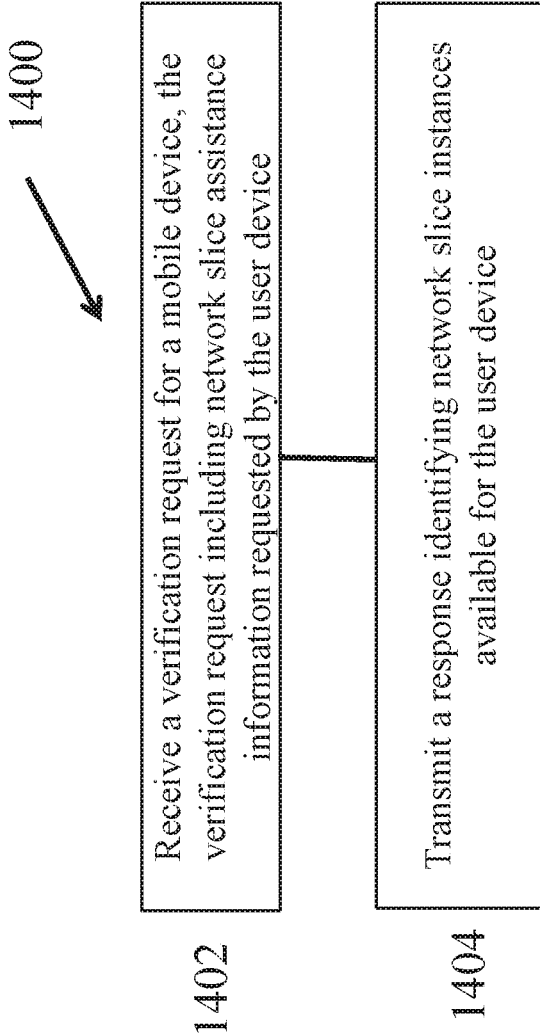 1400
1402
Receive a verification request for a mobile device, the
verification request including network slice assistance
information requested by the user device
1404
Transmit a response identifying network slice instances
available for the user device